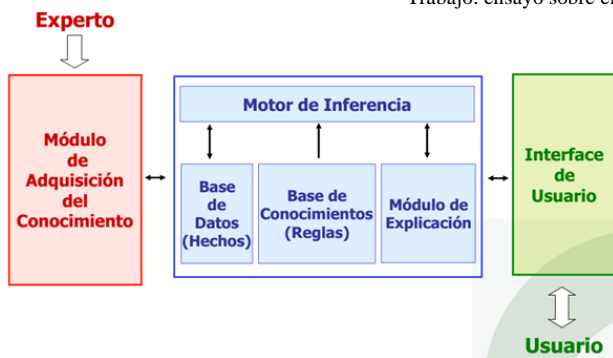 Trabajo: ensayo sobre el
Experto
Módulo
de
Adquisición
del
Conocimiento
Motor de Inferencia
Base
de
Datos
(Hechos)
Base de
Conocimientos
(Reglas)
Módulo de
Explicación
Interface
de
Usuario
Usuario